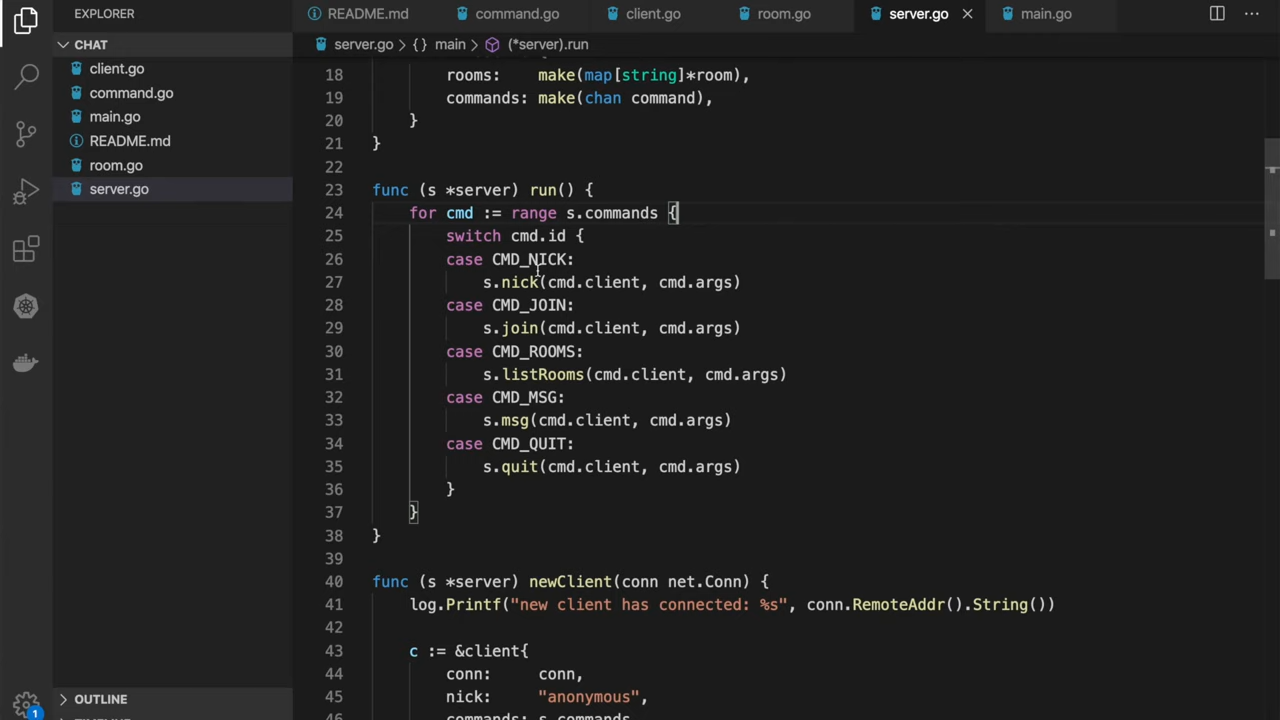 EXPLORER
README.md command.go client.go room.go server.go × main.go ···
CHAT
server.go > {} main > (*server).run
client.go
command.go
main.go
README.md
room.go
server.go
18 rooms: make(map[string]*room),
19 commands: make(chan command),
20 }
21 }
22
23 func (s *server) run() {
24 for cmd := range s.commands {
25 switch cmd.id {
26 case CMD_NICK:
27 s.nick(cmd.client, cmd.args)
28 case CMD_JOIN:
29 s.join(cmd.client, cmd.args)
30 case CMD_ROOMS:
31 s.listRooms(cmd.client, cmd.args)
32 case CMD_MSG:
33 s.msg(cmd.client, cmd.args)
34 case CMD_QUIT:
35 s.quit(cmd.client, cmd.args)
36 }
37 }
38 }
39
40 func (s *server) newClient(conn net.Conn) {
41 log.Printf("new client has connected: %s", conn.RemoteAddr().String())
42
43 c := &client{
44 conn: conn,
45 nick: "anonymous",
commands: s.commands
OUTLINE
1